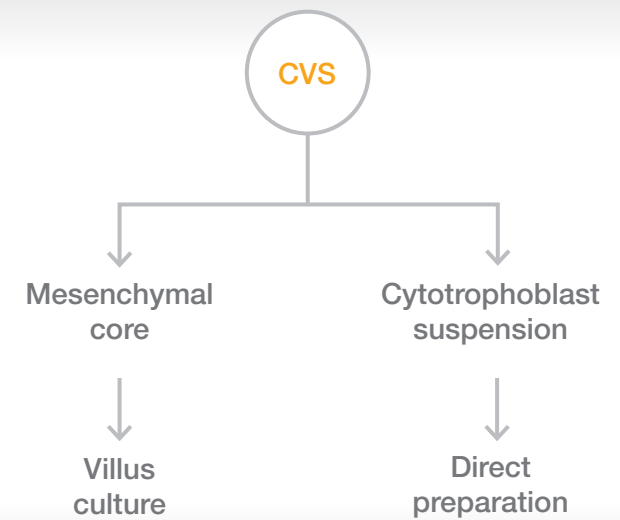 CVS
Mesenchymal
core
Cytotrophoblast
suspension
Villus
culture
Direct
preparation